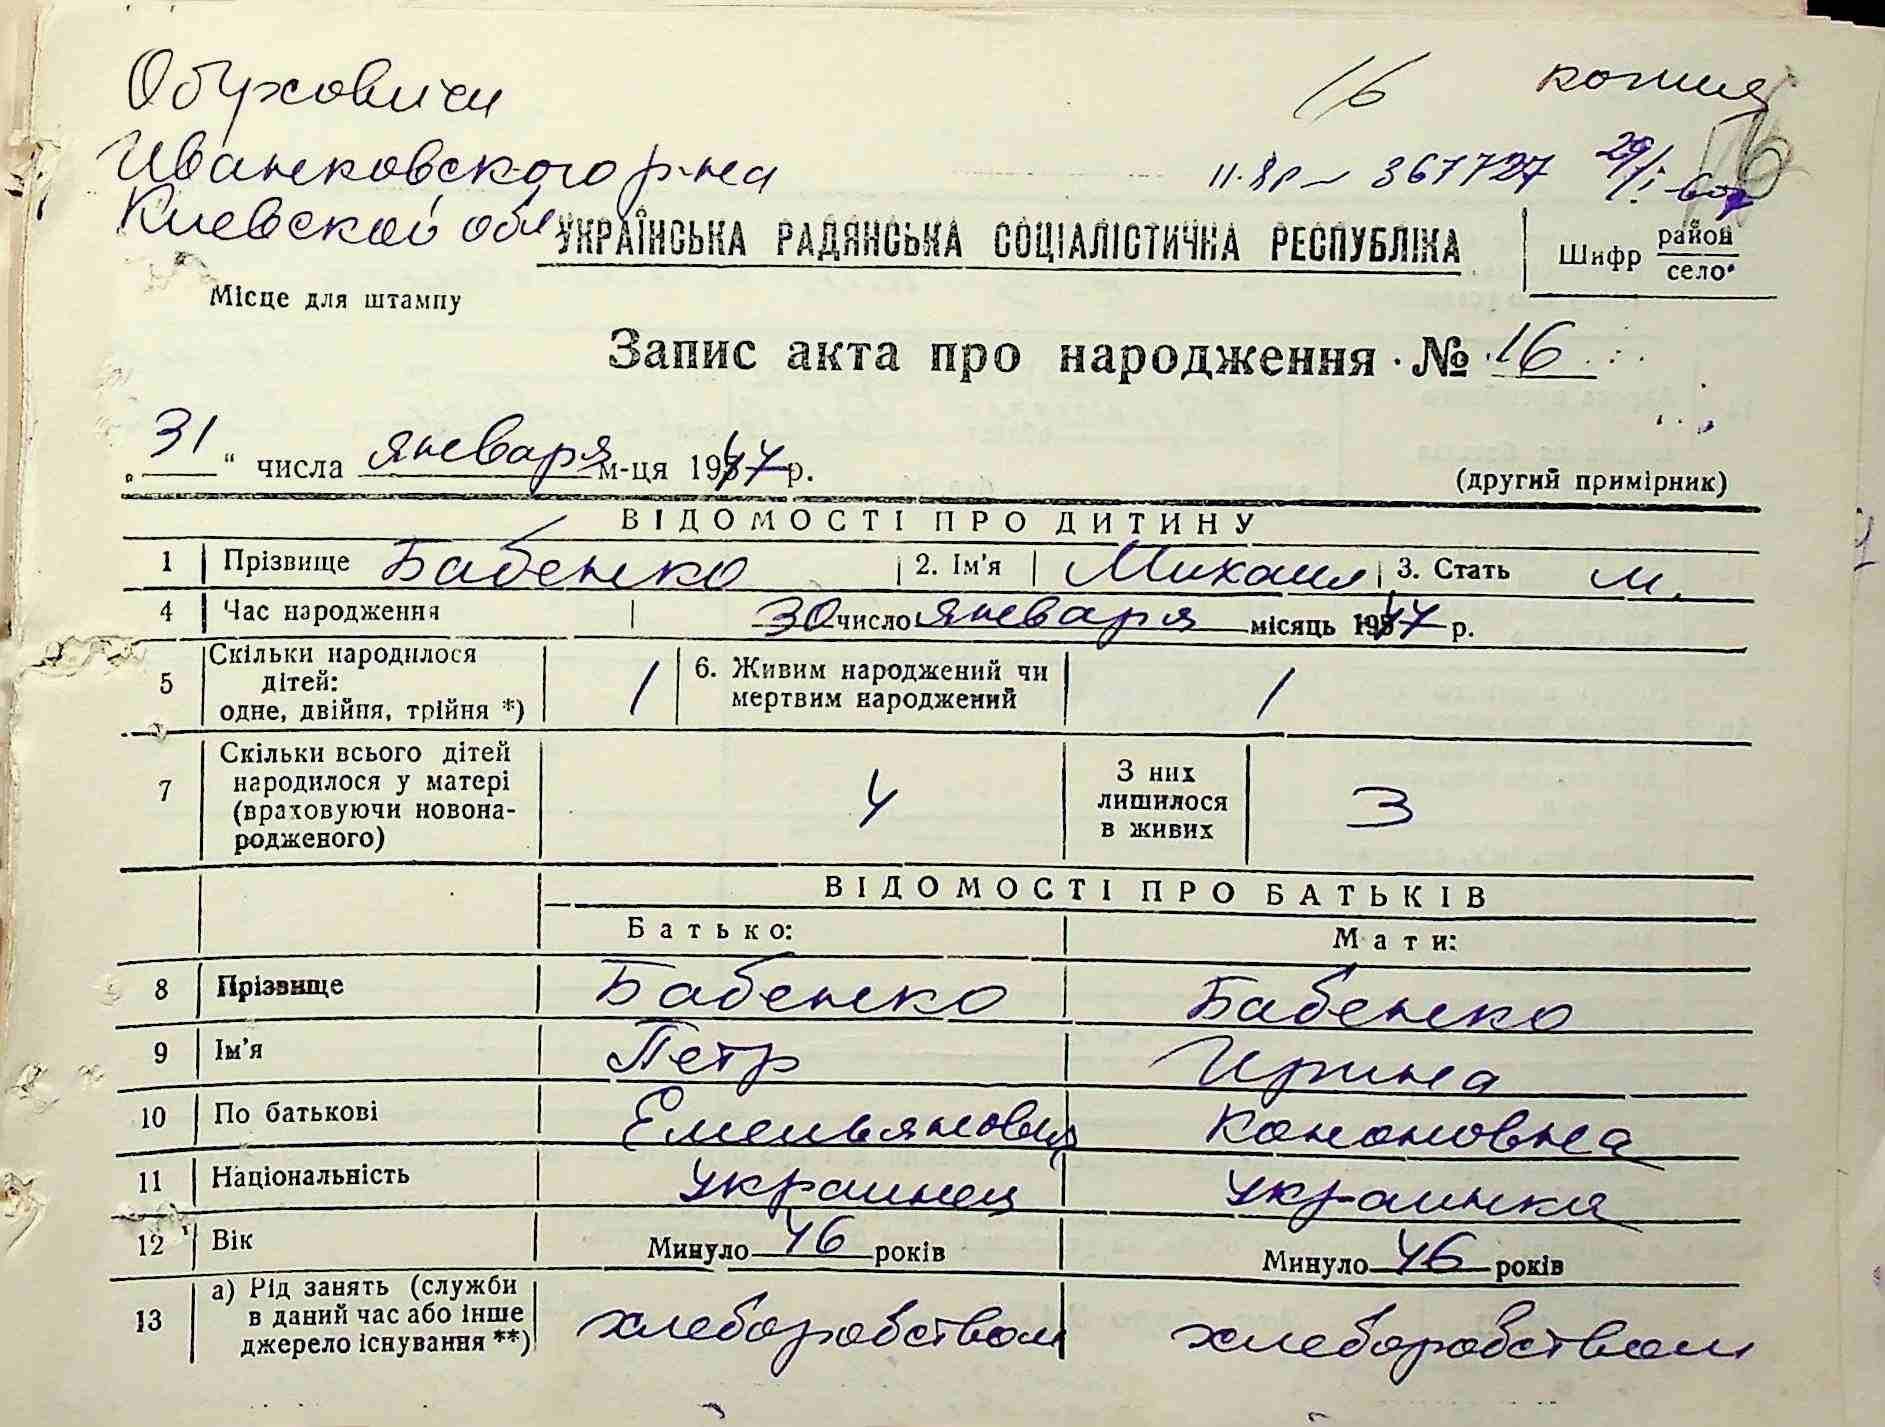 Обуховичи
16 копия
Иванковского р-на
II-ЯР № 367727 29/I-60г
Киевской обл
УКРАЇНСЬКА РАДЯНСЬКА СОЦІАЛІСТИЧНА РЕСПУБЛІКА
Шифр район
село*
Місце для штампу
Запис акта про народження № 16
„31“ числа января м-ця 1947 р.
(другий примірник)
ВІДОМОСТІ ПРО ДИТИНУ
1 Прізвище Бабенко 2. Ім'я Михаил 3. Стать м.
4 Час народження 30 число января місяць 1947 р.
5 Скільки народилося
дітей:
одне, двійня, трійня *) 1
6. Живим народжений чи
мертвим народжений 1
7 Скільки всього дітей
народилося у матері
(враховуючи новона-
родженого) 4
З них
лишилося
в живих 3
ВІДОМОСТІ ПРО БАТЬКІВ
Батько: Мати:
8 Прізвище Бабенко Бабенко
9 Ім'я Петр Ирина
10 По батькові Емельянович Кононовна
11 Національність украинец украинка
12 Вік Минуло 46 років Минуло 46 років
13 а) Рід занять (служби
в даний час або інше
джерело існування **) хлеборобством хлеборобством